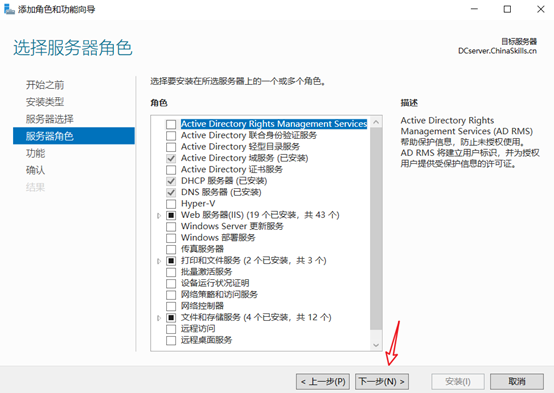 添加角色和功能向导
选择服务器角色
目标服务器
DCserver.ChinaSkills.cn
开始之前
安装类型
服务器选择
服务器角色
功能
确认
结果
选择要安装在所选服务器上的一个或多个角色。
角色
Active Directory Rights Management Services
Active Directory 联合身份验证服务
Active Directory 轻型目录服务
Active Directory 域服务 (已安装)
Active Directory 证书服务
DHCP 服务器 (已安装)
DNS 服务器 (已安装)
Hyper-V
Web 服务器(IIS) (19 个已安装，共 43 个)
Windows Server 更新服务
Windows 部署服务
传真服务器
打印和文件服务 (2 个已安装，共 3 个)
批量激活服务
设备运行状况证明
网络策略和访问服务
网络控制器
文件和存储服务 (4 个已安装，共 12 个)
远程访问
远程桌面服务
描述
Active Directory Rights
Management Services (AD RMS)
帮助保护信息，防止未授权使用。
AD RMS 将建立用户标识，并为授权
用户提供受保护信息的许可证。
< 上一步(P)
下一步(N) >
安装(I)
取消